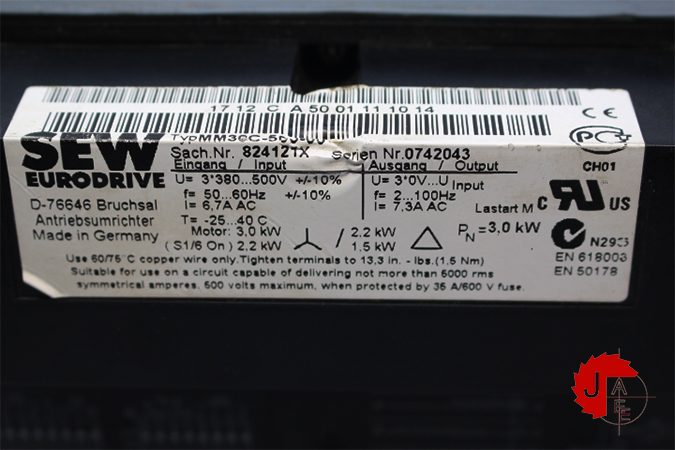 17 12 C A 50 01 11 10 14
SEW
EURODRIVE
Typ
Sach.Nr. 824121X Serien Nr. 0742043
Eingang / Input Ausgang / Output
U= 3*380...500V +/-10% U= 3*0V...U Input
f= 50...60Hz +/-10% f= 2...100Hz
I= 6,7A AC I= 7,3A AC
T= -25...40 C Lastart M
Motor: 3.0 kW / 2.2 kW PN = 3,0 kW
( S1/6 On ) 2.2 kW 1.5 kW
D-76646 Bruchsal
Antriebsumrichter
Made in Germany
Use 60/75°C copper wire only.Tighten terminals to 13,3 in. - lbs.(1,5 Nm)
Suitable for use on a circuit capable of delivering not more than 5000 rms
symmetrical amperes, 500 volts maximum, when protected by 35 A/600 V fuse.
CE
CH01
C UR US
EN 50178
JA